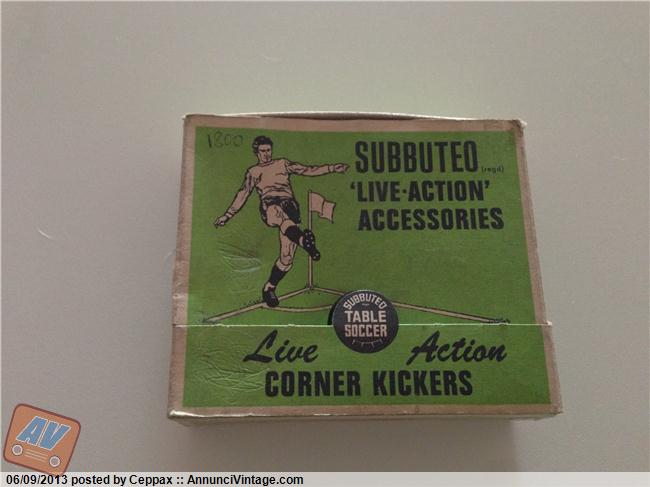 1800
SUBBUTEO (regd)
'LIVE-ACTION'
ACCESSORIES
SUBBUTEO
TABLE
SOCCER
Live Action
CORNER KICKERS
AV
06/09/2013 posted by Ceppax :: AnnunciVintage.com